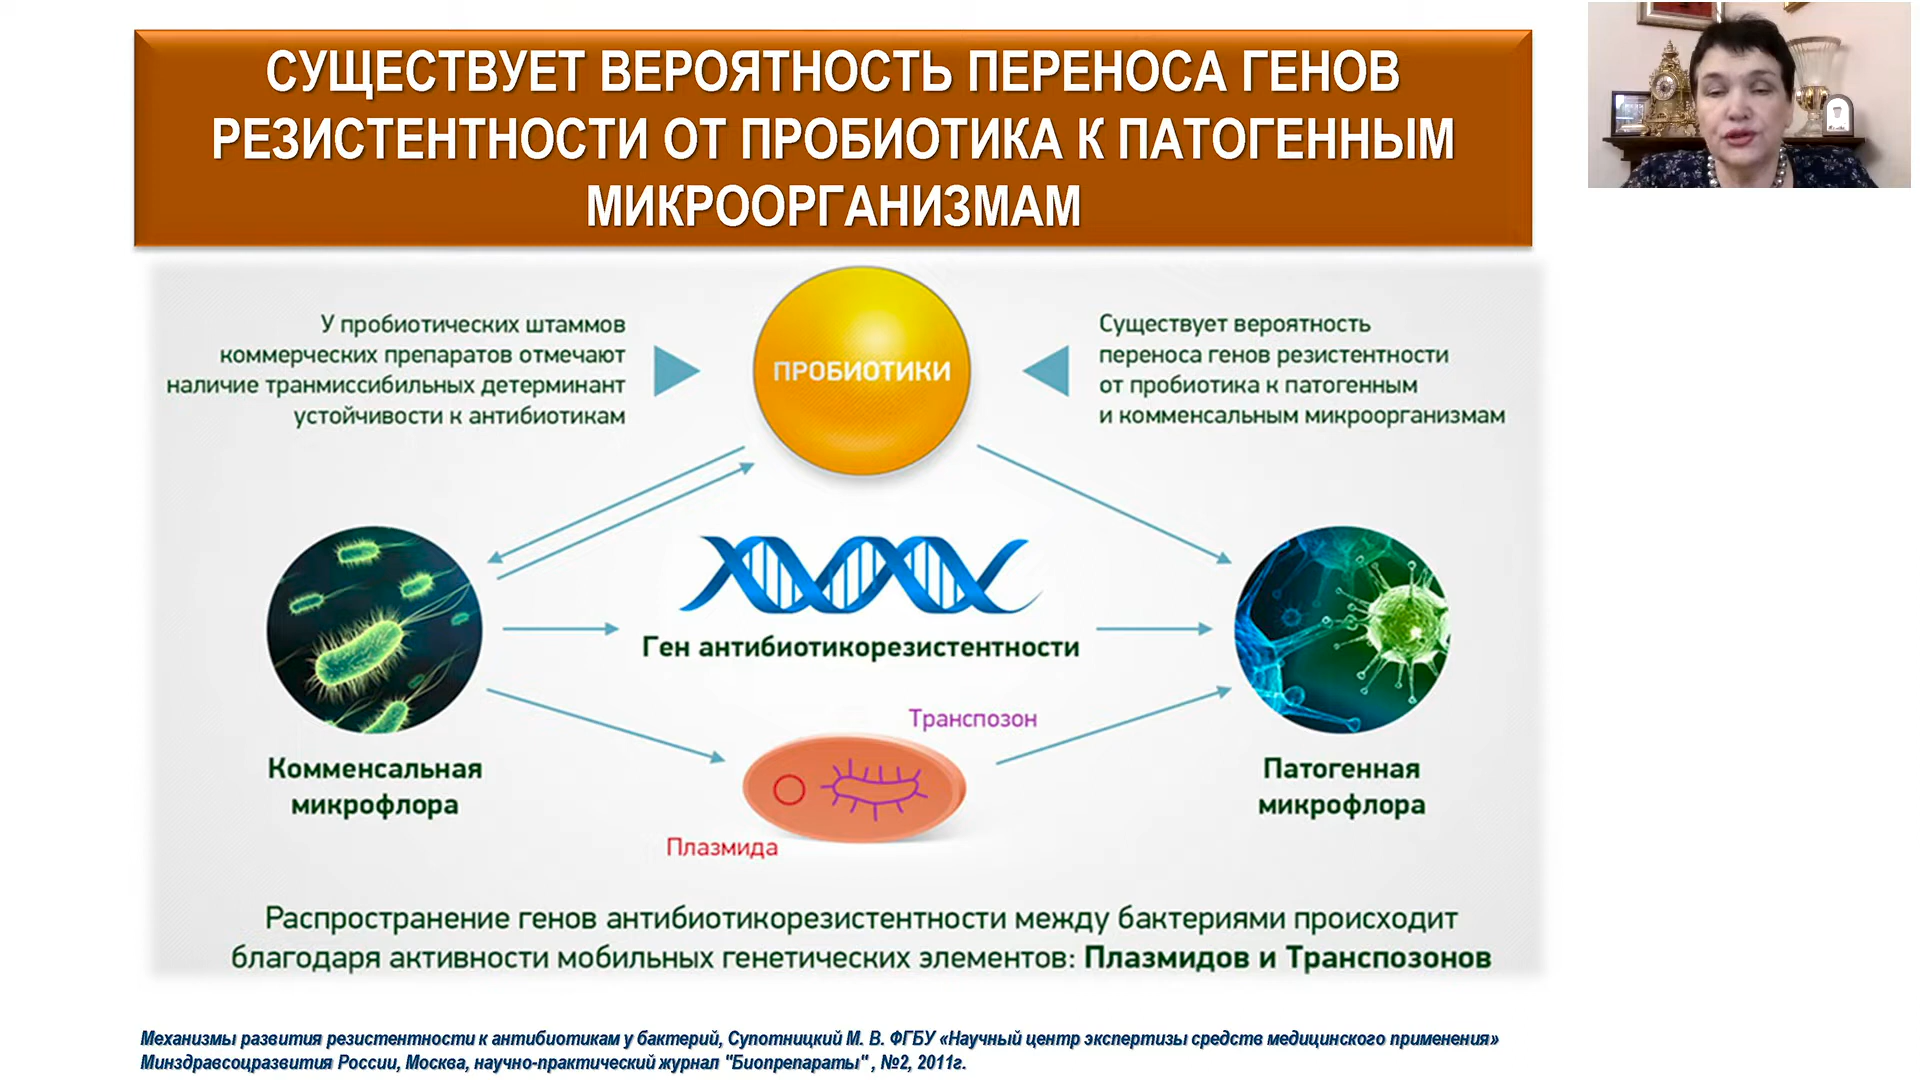 СУЩЕСТВУЕТ ВЕРОЯТНОСТЬ ПЕРЕНОСА ГЕНОВ
РЕЗИСТЕНТНОСТИ ОТ ПРОБИОТИКА К ПАТОГЕННЫМ
МИКРООРГАНИЗМАМ
У пробиотических штаммов
коммерческих препаратов отмечают
наличие транмиссибильных детерминант
устойчивости к антибиотикам
ПРОБИОТИКИ
Существует вероятность
переноса генов резистентности
от пробиотика к патогенным
и комменсальным микроорганизмам
Ген антибиотикорезистентности
Транспозон
Плазмида
Комменсальная
микрофлора
Патогенная
микрофлора
Распространение генов антибиотикорезистентности между бактериями происходит
благодаря активности мобильных генетических элементов: Плазмидов и Транспозонов
Механизмы развития резистентности к антибиотикам у бактерий, Супотницкий М. В. ФГБУ «Научный центр экспертизы средств медицинского применения»
Минздравсоцразвития России, Москва, научно-практический журнал "Биопрепараты" , №2, 2011г.